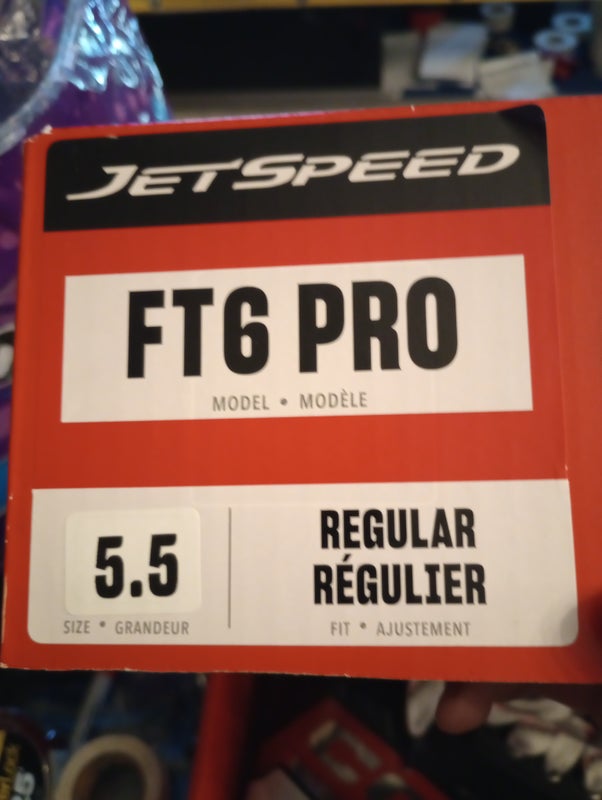 JETSPEED
FT6 PRO
MODEL • MODÈLE
5.5
SIZE • GRANDEUR
REGULAR
RÉGULIER
FIT • AJUSTEMENT